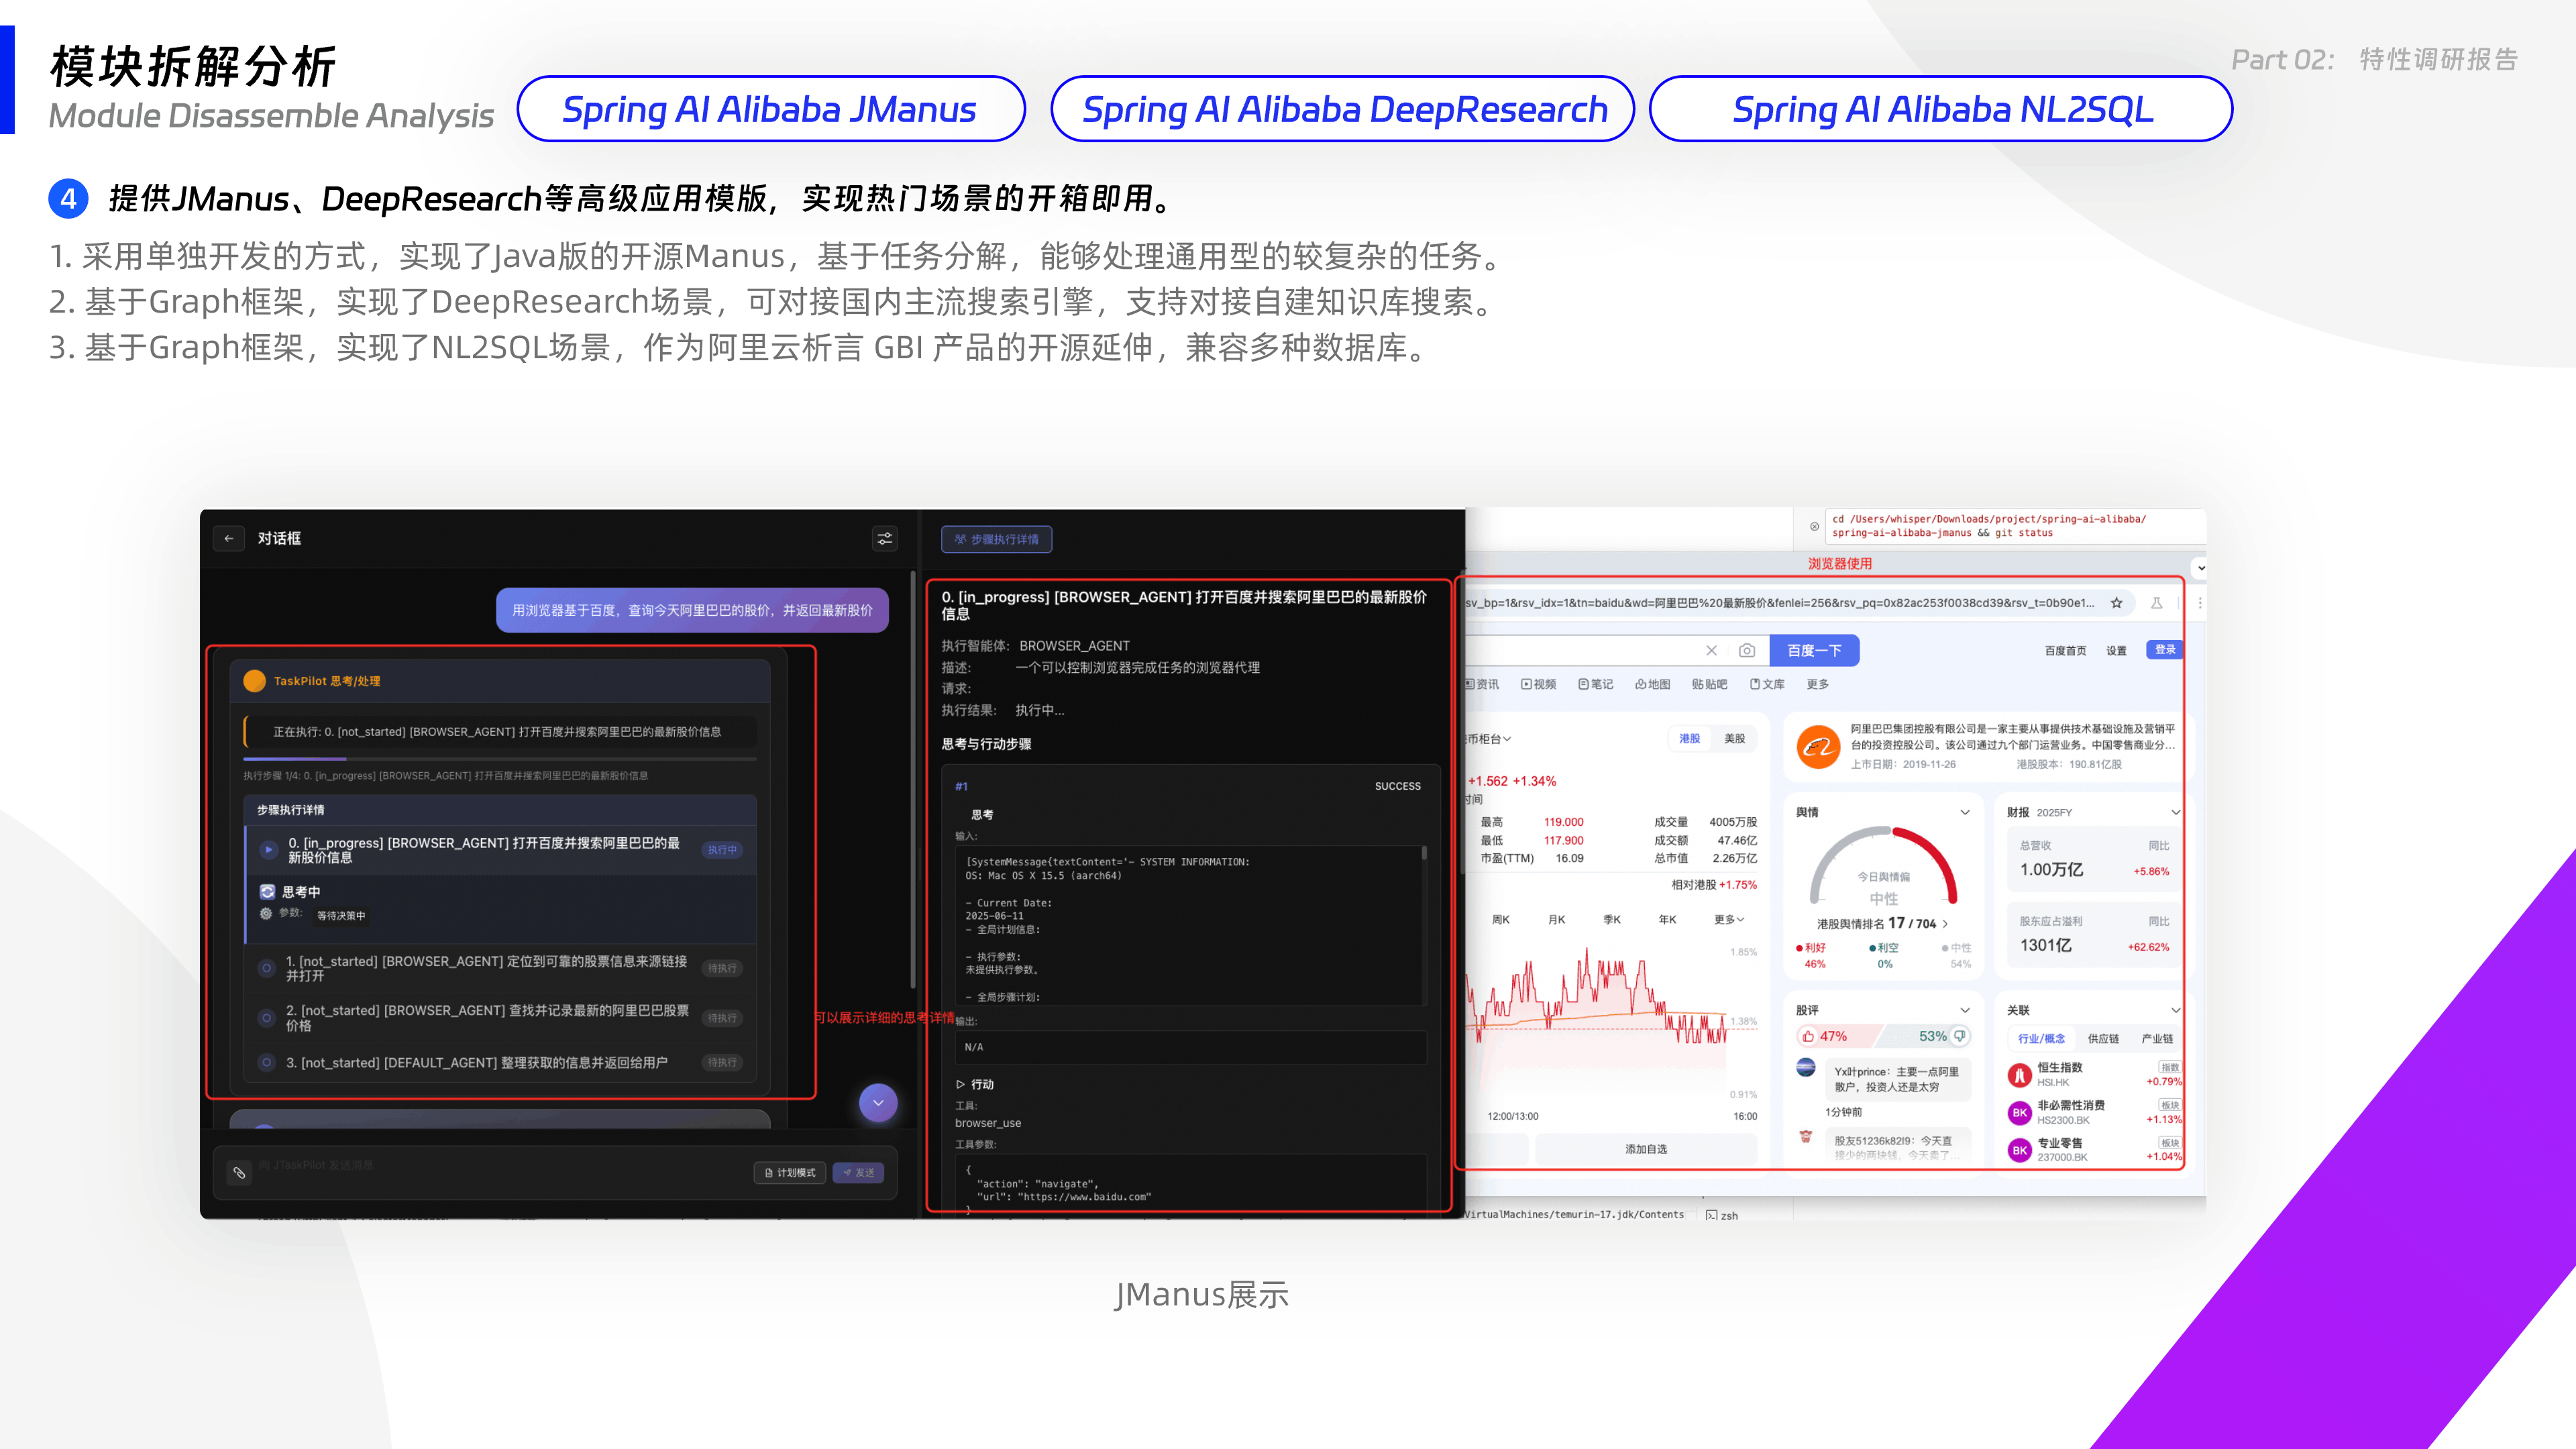 模块拆解分析
Module Disassemble Analysis
Spring AI Alibaba JManus
Spring AI Alibaba DeepResearch
Spring AI Alibaba NL2SQL
Part 02： 特性调研报告
4 提供JManus、DeepResearch等高级应用模版，实现热门场景的开箱即用。
1. 采用单独开发的方式，实现了Java版的开源Manus，基于任务分解，能够处理通用型的较复杂的任务。
2. 基于Graph框架，实现了DeepResearch场景，可对接国内主流搜索引擎，支持对接自建知识库搜索。
3. 基于Graph框架，实现了NL2SQL场景，作为阿里云析言 GBI 产品的开源延伸，兼容多种数据库。
对话框
用浏览器基于百度，查询今天阿里巴巴的股价，并返回最新股价
TaskPilot 思考/处理
正在执行: 0. [not_started] [BROWSER_AGENT] 打开百度并搜索阿里巴巴的最新股价信息
执行步骤 1/4: 0. [in_progress] [BROWSER_AGENT] 打开百度并搜索阿里巴巴的最新股价信息
步骤执行详情
0. [in_progress] [BROWSER_AGENT] 打开百度并搜索阿里巴巴的最
新股价信息
执行中
思考中
参数: 等待决策中
1. [not_started] [BROWSER_AGENT] 定位到可靠的股票信息来源链接
并打开
待执行
2. [not_started] [BROWSER_AGENT] 查找并记录最新的阿里巴巴股票
价格
待执行
3. [not_started] [DEFAULT_AGENT] 整理获取的信息并返回给用户
待执行
可以展示详细的思考详情
向 JTaskPilot 发送消息
计划模式
发送
步骤执行详情
0. [in_progress] [BROWSER_AGENT] 打开百度并搜索阿里巴巴的最新股价
信息
执行智能体: BROWSER_AGENT
描述: 一个可以控制浏览器完成任务的浏览器代理
请求:
执行结果: 执行中...
思考与行动步骤
#1 SUCCESS
思考
输入:
[SystemMessage{textContent='- SYSTEM INFORMATION:
OS: Mac OS X 15.5 (aarch64)
- Current Date:
2025-06-11
- 全局计划信息:
- 执行参数:
未提供执行参数。
- 全局步骤计划:
输出:
N/A
行动
工具:
browser_use
工具参数:
{
"action": "navigate",
"url": "https://www.baidu.com"
}
cd /Users/whisper/Downloads/project/spring-ai-alibaba/
spring-ai-alibaba-jmanus && git status
浏览器使用
sv_bp=1&rsv_idx=1&tn=baidu&wd=阿里巴巴%20最新股价&fenlei=256&rsv_pq=0x82ac253f0038cd39&rsv_t=0b90e1...
百度一下
百度首页 设置 登录
资讯 视频 笔记 地图 贴吧 文库 更多
币柜台
港股 美股
+1.562 +1.34%
时间
最高 119.000 成交量 4005万股
最低 117.900 成交额 47.46亿
市盈(TTM) 16.09 总市值 2.26万亿
相对港股 +1.75%
周K 月K 季K 年K 更多
1.85%
1.38%
0.91%
12:00/13:00 16:00
添加自选
阿里巴巴集团控股有限公司是一家主要从事提供技术基础设施及营销平
台的投资控股公司。该公司通过九个部门运营业务。中国零售商业分...
上市日期：2019-11-26 港股股本：190.81亿股
舆情
今日舆情偏
中性
港股舆情排名 17 / 704
利好 利空 中性
46% 0% 54%
财报 2025FY
总营收 同比
1.00万亿 +5.86%
股东应占溢利 同比
1301亿 +62.62%
股评
47% 53%
Yx叶prince：主要一点阿里
散户，投资人还是太穷
1分钟前
股友51236k82l9：今天直
接少的两块钱，今天卖了...
关联
行业/概念 供应链 产业链
恒生指数 指数
HSI.HK +0.79%
非必需性消费 板块
HS2300.BK +1.13%
专业零售 板块
237000.BK +1.04%
VirtualMachines/temurin-17.jdk/Contents
zsh
JManus展示